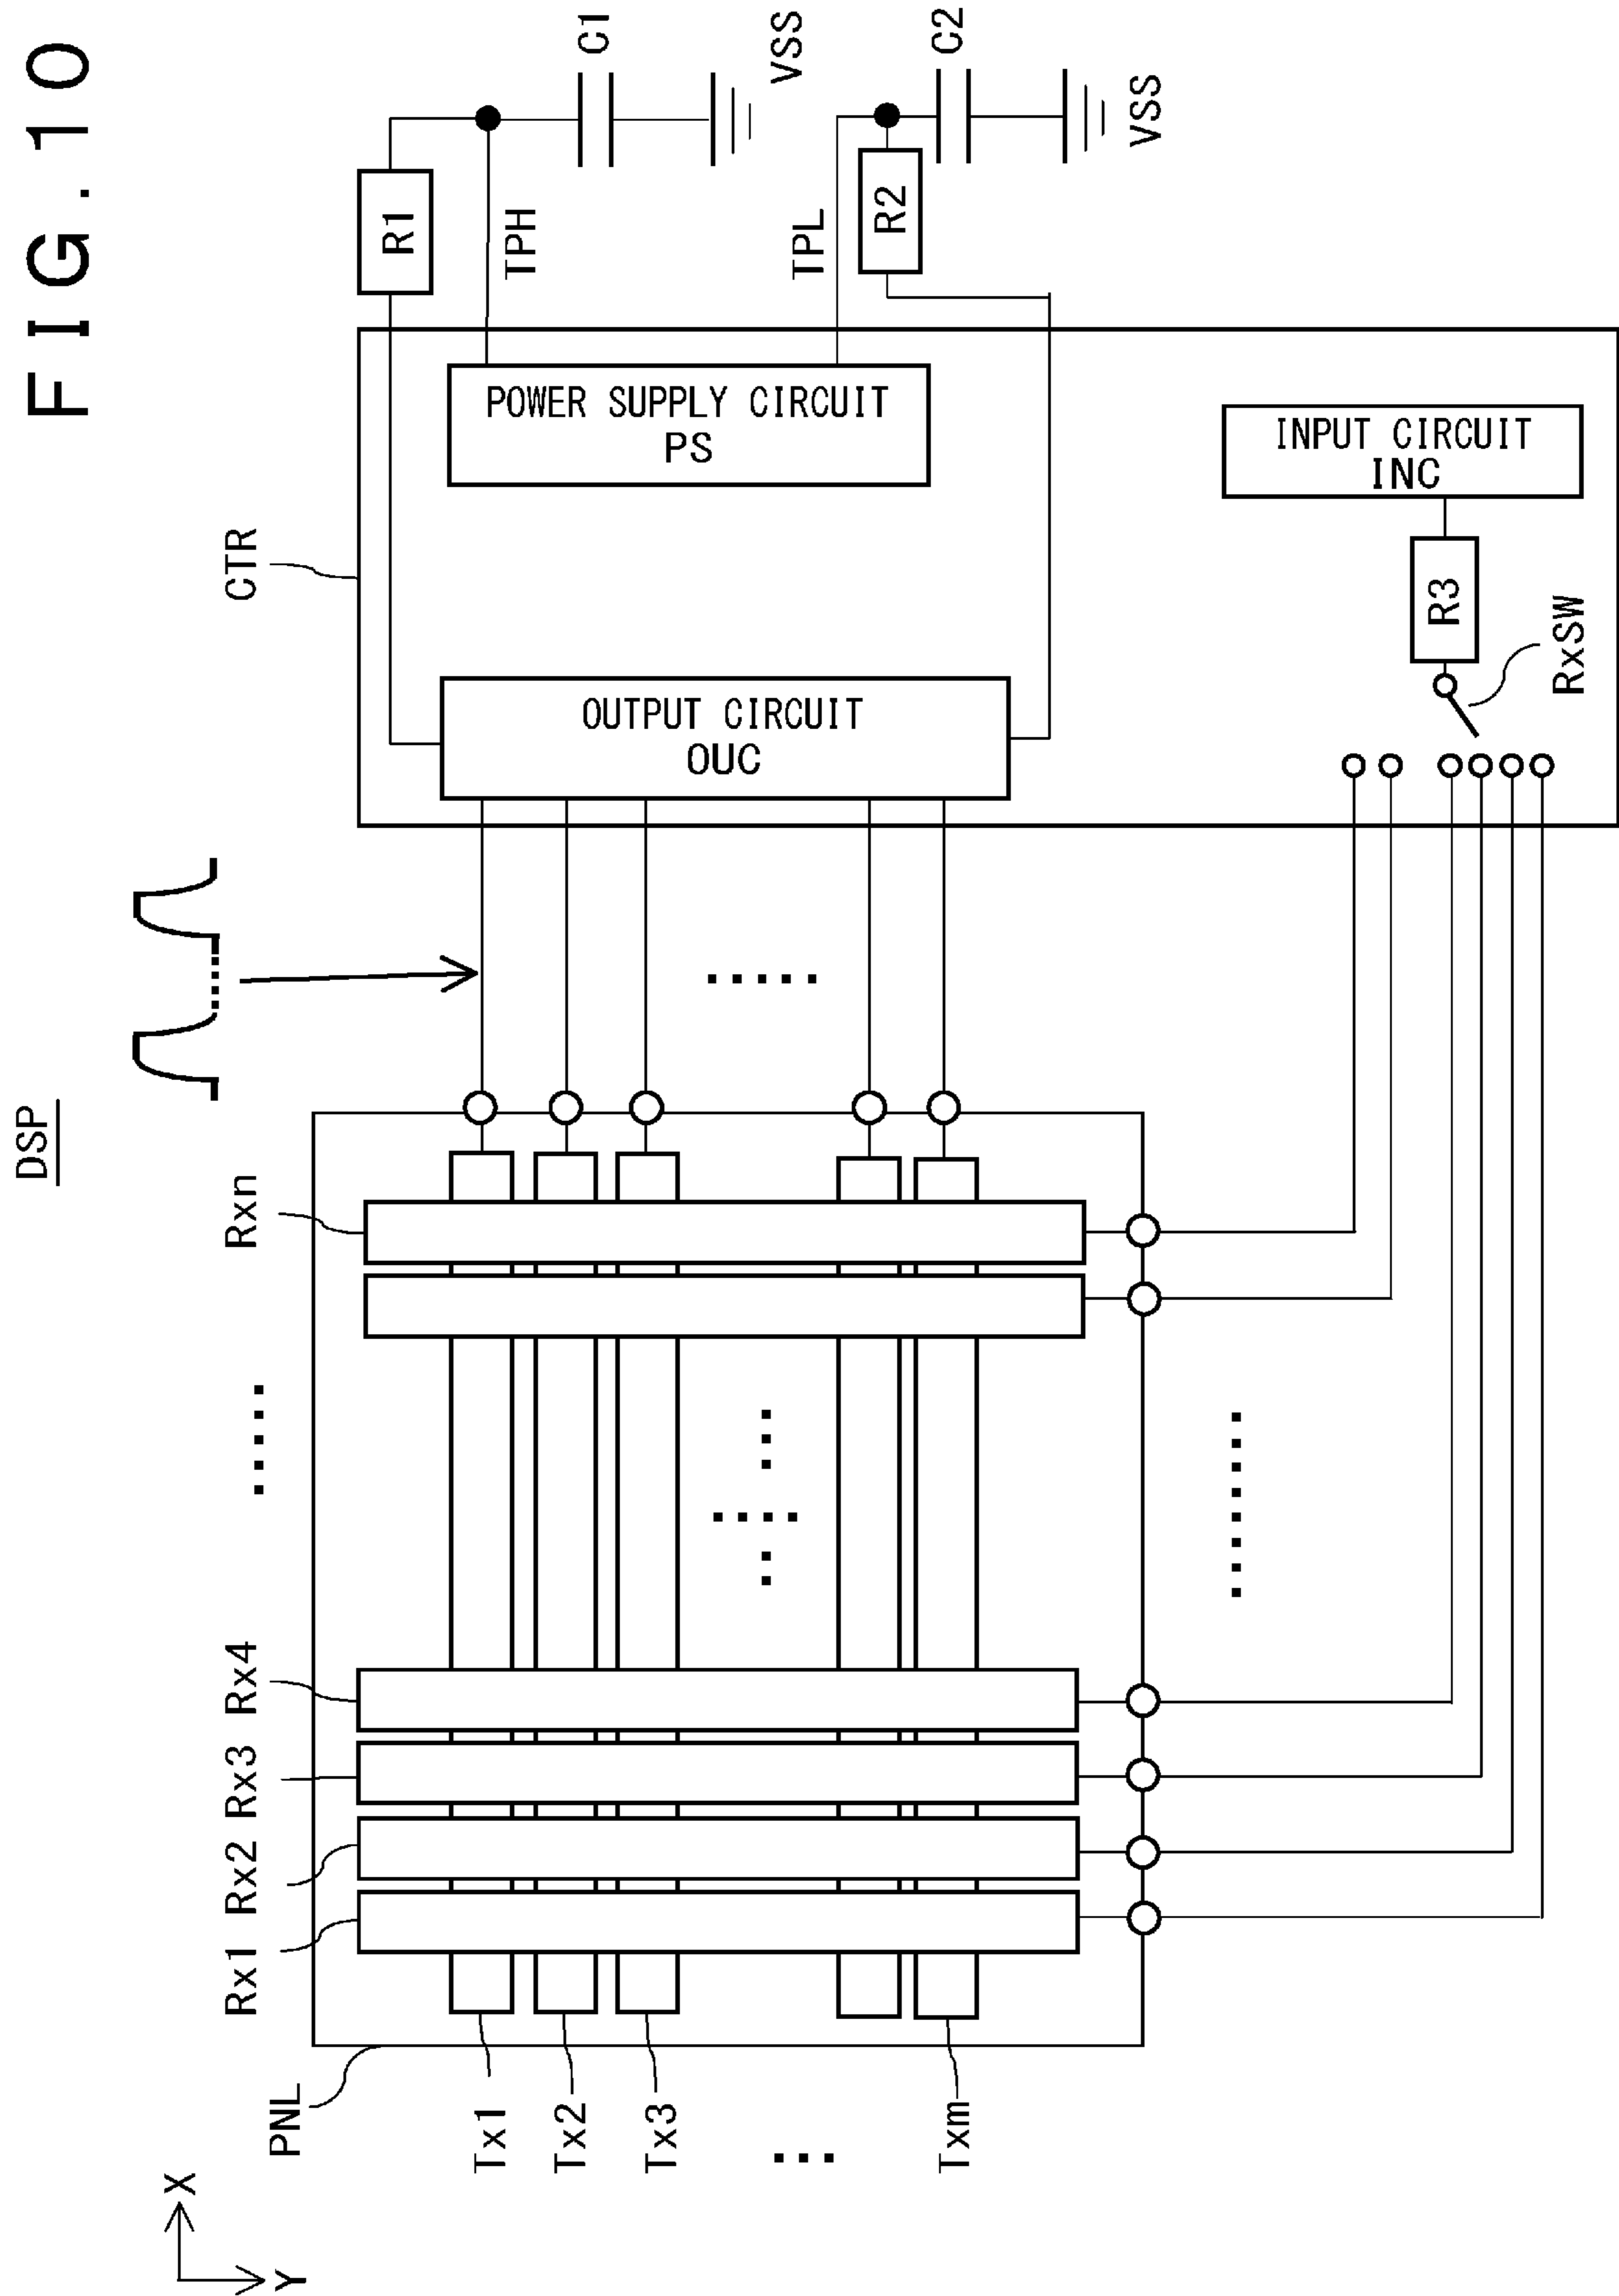 FIG. 10
DSP
X
Y
PNL
Rx1
Rx2
Rx3
Rx4
Rxn
Tx1
Tx2
Tx3
Txm
CTR
OUTPUT CIRCUIT
OUC
POWER SUPPLY CIRCUIT
PS
R1
TPH
C1
VSS
TPL
R2
C2
VSS
INPUT CIRCUIT
INC
R3
RxSW